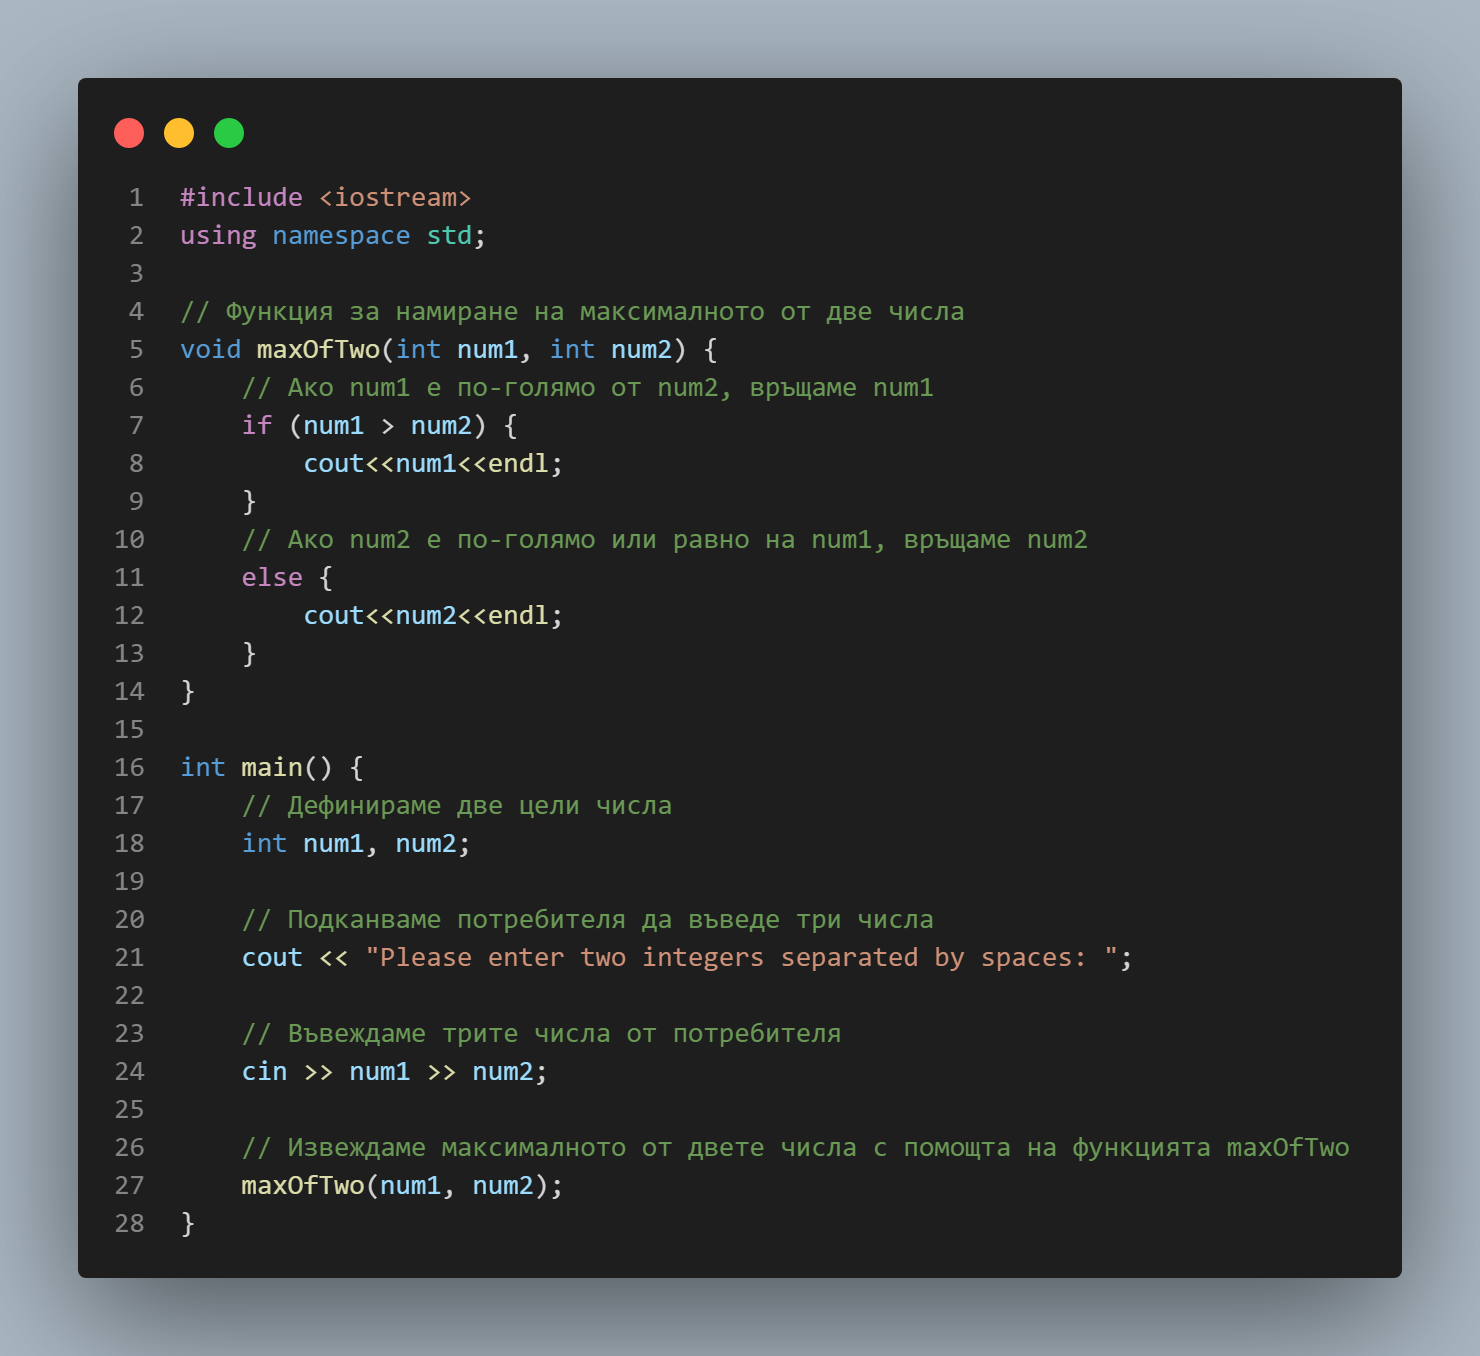 1 #include <iostream>
2 using namespace std;
3
4 // Функция за намиране на максималното от две числа
5 void maxOfTwo(int num1, int num2) {
6     // Ако num1 е по-голямо от num2, връщаме num1
7     if (num1 > num2) {
8         cout<<num1<<endl;
9     }
10     // Ако num2 е по-голямо или равно на num1, връщаме num2
11     else {
12         cout<<num2<<endl;
13     }
14 }
15
16 int main() {
17     // Дефинираме две цели числа
18     int num1, num2;
19
20     // Подканваме потребителя да въведе три числа
21     cout << "Please enter two integers separated by spaces: ";
22
23     // Въвеждаме трите числа от потребителя
24     cin >> num1 >> num2;
25
26     // Извеждаме максималното от двете числа с помощта на функцията maxOfTwo
27     maxOfTwo(num1, num2);
28 }